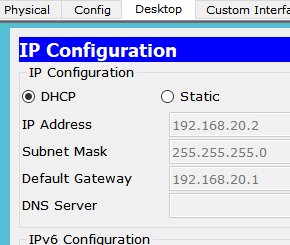 Physical Config Desktop Custom Interfa
IP Configuration
IP Configuration
DHCP Static
IP Address 192.168.20.2
Subnet Mask 255.255.255.0
Default Gateway 192.168.20.1
DNS Server
IPv6 Configuration